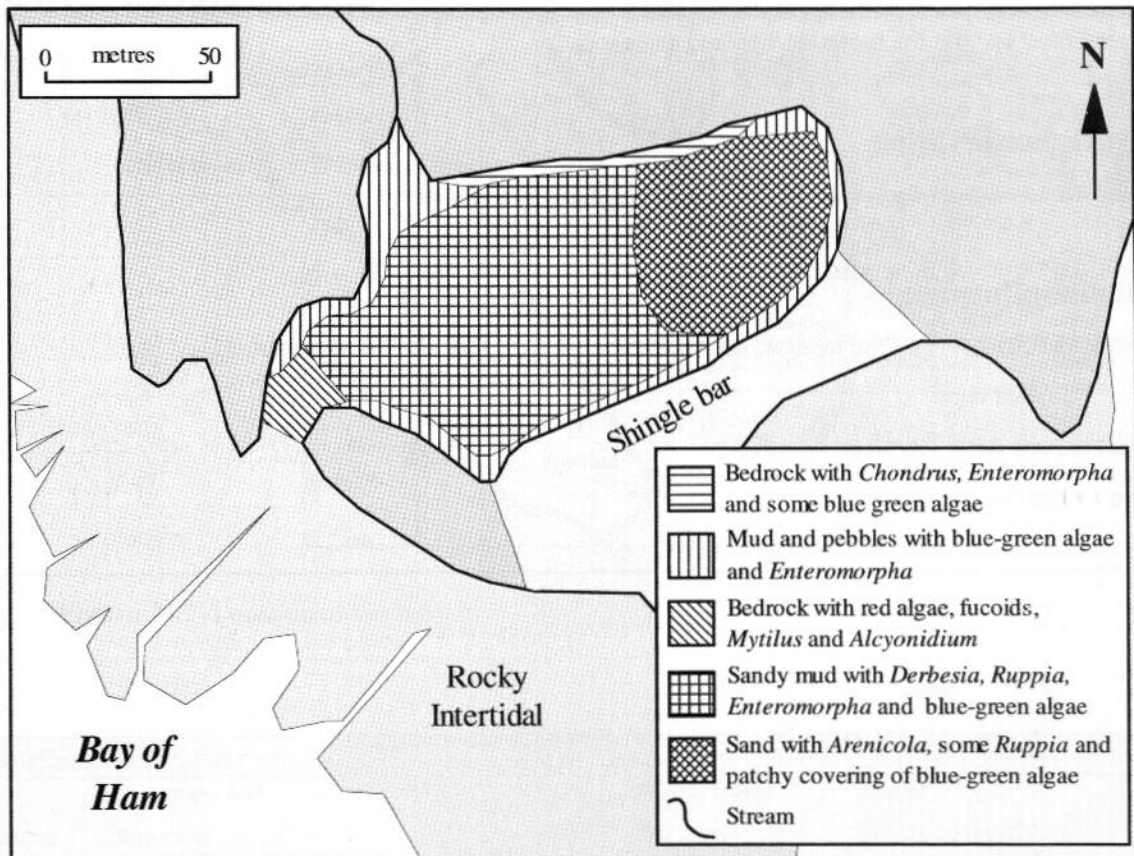 0 metres 50
N
Shingle bar
Bedrock with Chondrus, Enteromorpha
and some blue green algae
Mud and pebbles with blue-green algae
and Enteromorpha
Bedrock with red algae, fucoids,
Mytilus and Alcyonidium
Sandy mud with Derbesia, Ruppia,
Enteromorpha and blue-green algae
Sand with Arenicola, some Ruppia and
patchy covering of blue-green algae
Stream
Rocky
Intertidal
Bay of
Ham